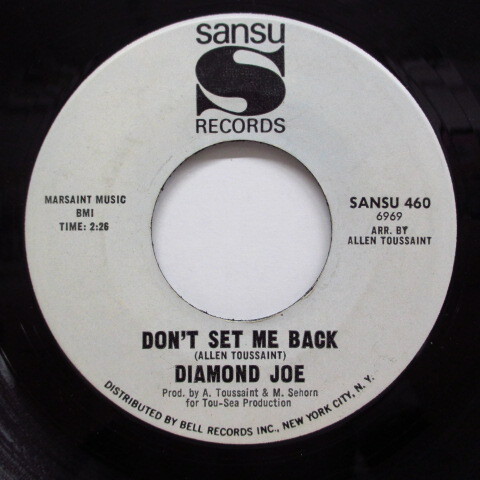 sansu
S
RECORDS
MARSAINT MUSIC
BMI
TIME: 2:26
SANSU 460
6969
ARR. BY
ALLEN TOUSSAINT
DON'T SET ME BACK
(ALLEN TOUSSAINT)
DIAMOND JOE
Prod. by A. Toussaint & M. Sehorn
for Tou-Sea Production
DISTRIBUTED BY BELL RECORDS INC., NEW YORK CITY, N. Y.